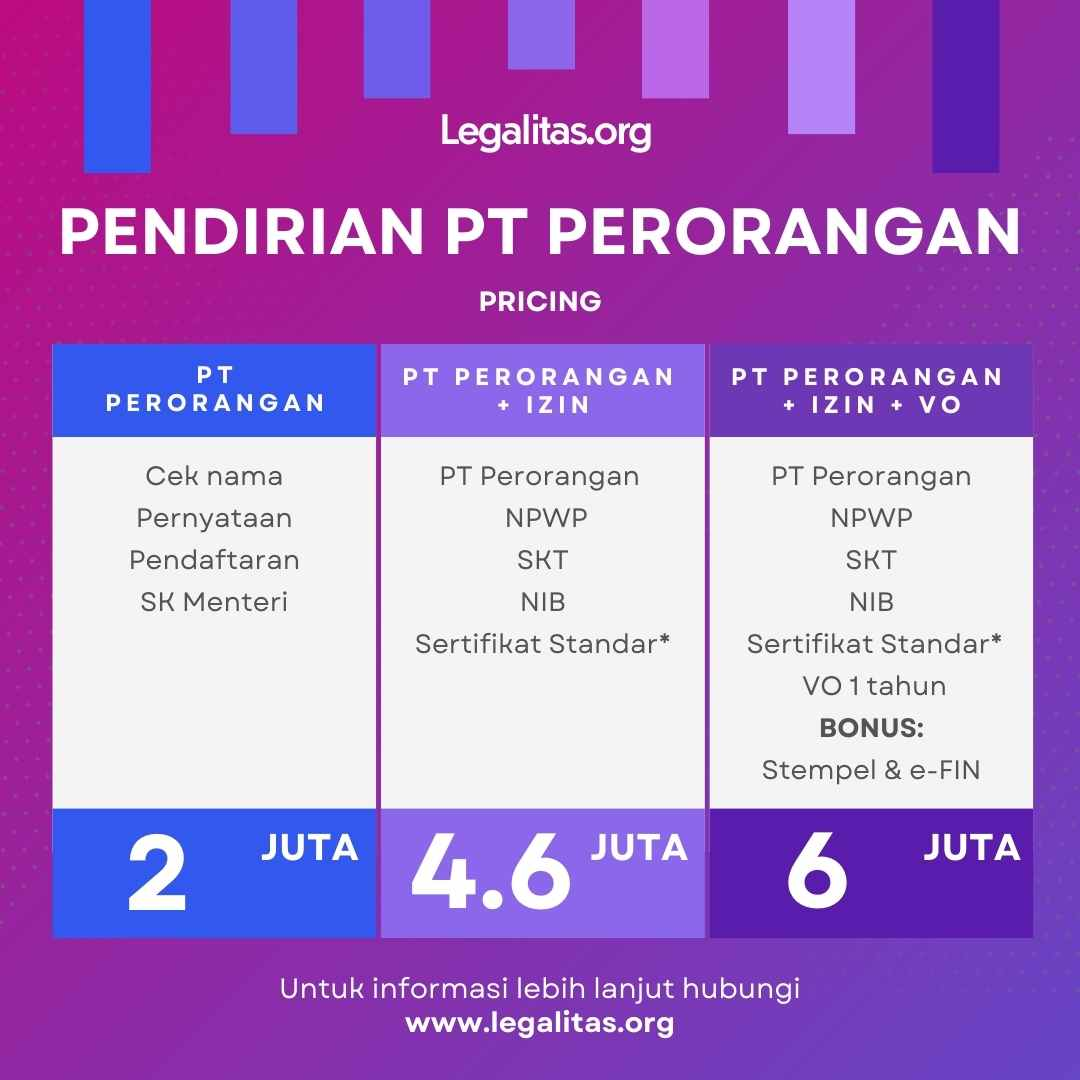 Legalitas.org
PENDIRIAN PT PERORANGAN
PRICING
PT
PERORANGAN
Cek nama
Pernyataan
Pendaftaran
SK Menteri
2 JUTA
PT PERORANGAN
+ IZIN
PT Perorangan
NPWP
SKT
NIB
Sertifikat Standar*
4.6 JUTA
PT PERORANGAN
+ IZIN + VO
PT Perorangan
NPWP
SKT
NIB
Sertifikat Standar*
VO 1 tahun
BONUS:
Stempel & e-FIN
6 JUTA
Untuk informasi lebih lanjut hubungi
www.legalitas.org